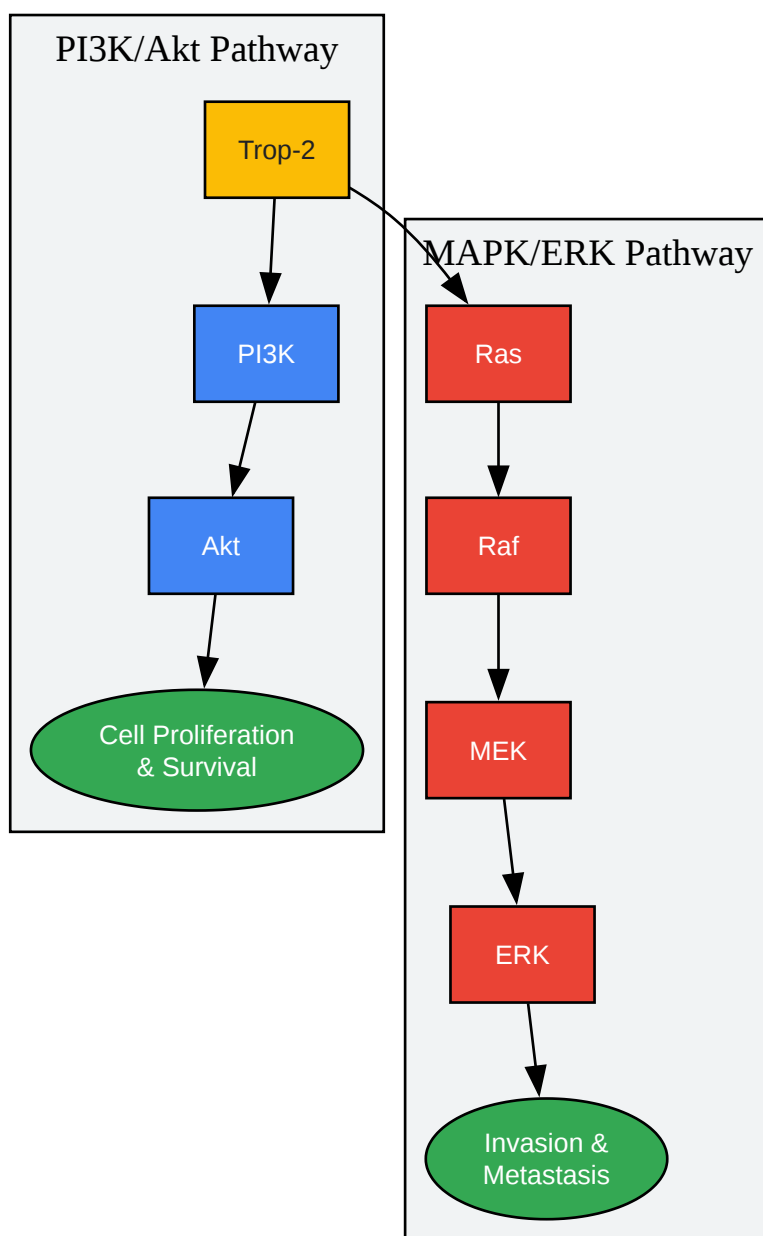 PI3K/Akt Pathway
Trop-2
PI3K
Akt
Cell Proliferation
& Survival
MAPK/ERK Pathway
Ras
Raf
MEK
ERK
Invasion &
Metastasis